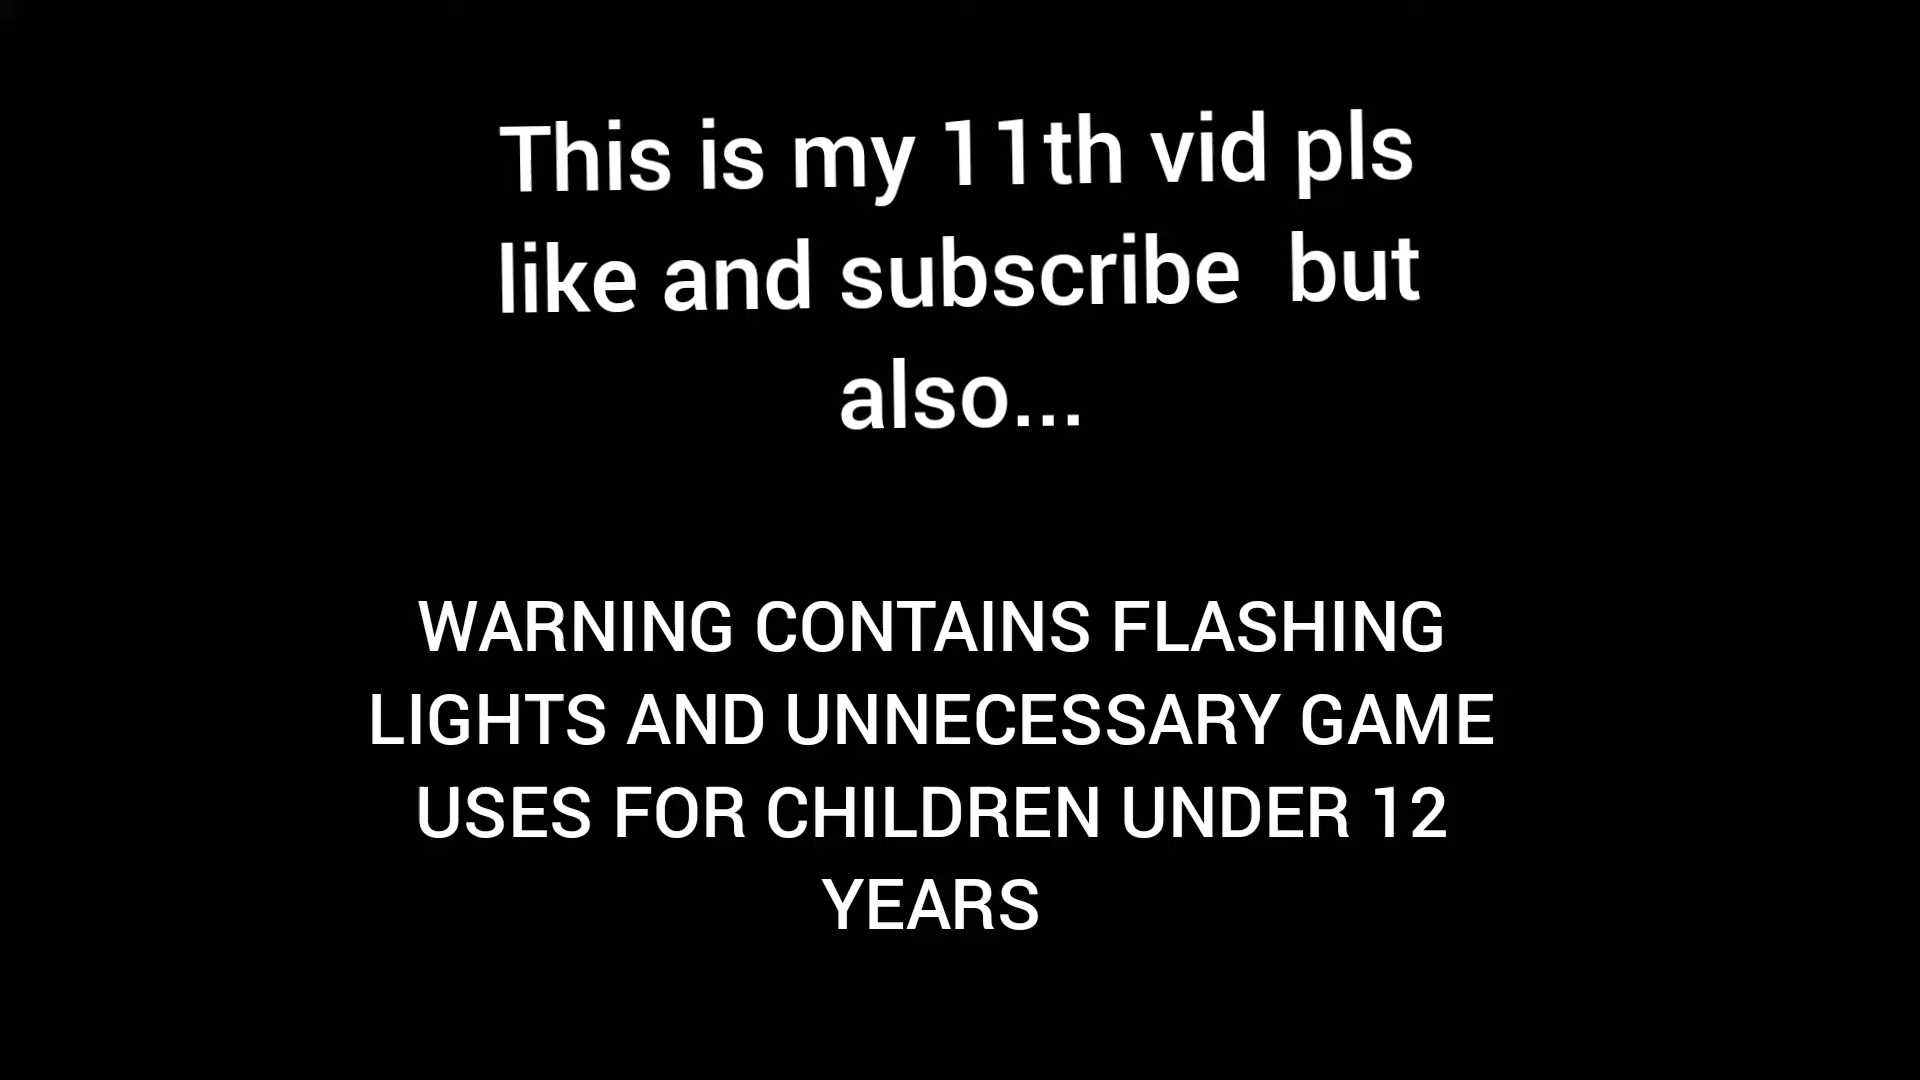 This is my 11th vid pls
like and subscribe  but
also...
WARNING CONTAINS FLASHING
LIGHTS AND UNNECESSARY GAME
USES FOR CHILDREN UNDER 12
YEARS